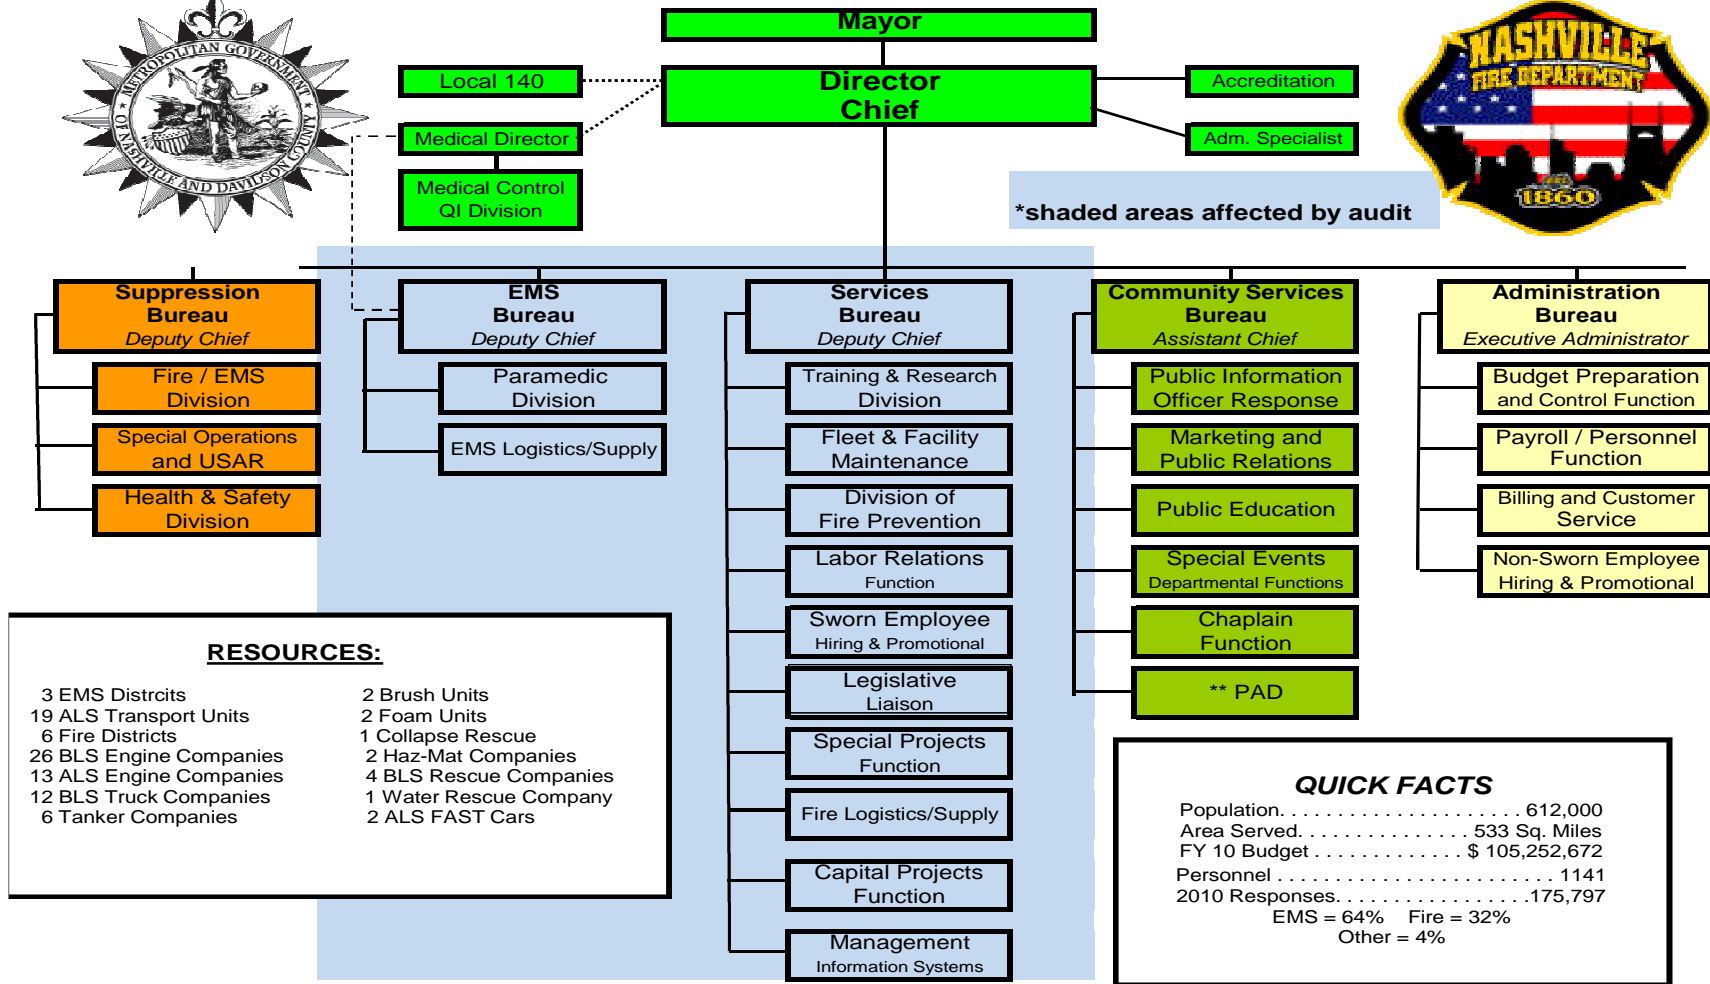 Mayor
METROPOLITAN GOVERNMENT
OF NASHVILLE AND DAVIDSON COUNTY
NASHVILLE
FIRE DEPARTMENT
1860
Local 140
Director
Chief
Accreditation
Medical Director
Adm. Specialist
Medical Control
QI Division
*shaded areas affected by audit
Suppression
Bureau
Deputy Chief
Fire / EMS
Division
Special Operations
and USAR
Health & Safety
Division
EMS
Bureau
Deputy Chief
Paramedic
Division
EMS Logistics/Supply
Services
Bureau
Deputy Chief
Training & Research
Division
Fleet & Facility
Maintenance
Division of
Fire Prevention
Labor Relations
Function
Sworn Employee
Hiring & Promotional
Legislative
Liaison
Special Projects
Function
Fire Logistics/Supply
Capital Projects
Function
Management
Information Systems
Community Services
Bureau
Assistant Chief
Public Information
Officer Response
Marketing and
Public Relations
Public Education
Special Events
Departmental Functions
Chaplain
Function
** PAD
Administration
Bureau
Executive Administrator
Budget Preparation
and Control Function
Payroll / Personnel
Function
Billing and Customer
Service
Non-Sworn Employee
Hiring & Promotional
RESOURCES:
3 EMS Distrcits
19 ALS Transport Units
6 Fire Districts
26 BLS Engine Companies
13 ALS Engine Companies
12 BLS Truck Companies
6 Tanker Companies
2 Brush Units
2 Foam Units
1 Collapse Rescue
2 Haz-Mat Companies
4 BLS Rescue Companies
1 Water Rescue Company
2 ALS FAST Cars
QUICK FACTS
Population. . . . . . . . . . . . . . . . . . . . . 612,000
Area Served. . . . . . . . . . . . . . . 533 Sq. Miles
FY 10 Budget . . . . . . . . . . . . . $ 105,252,672
Personnel . . . . . . . . . . . . . . . . . . . . . . . . 1141
2010 Responses. . . . . . . . . . . . . . . . .175,797
EMS = 64% Fire = 32%
Other = 4%